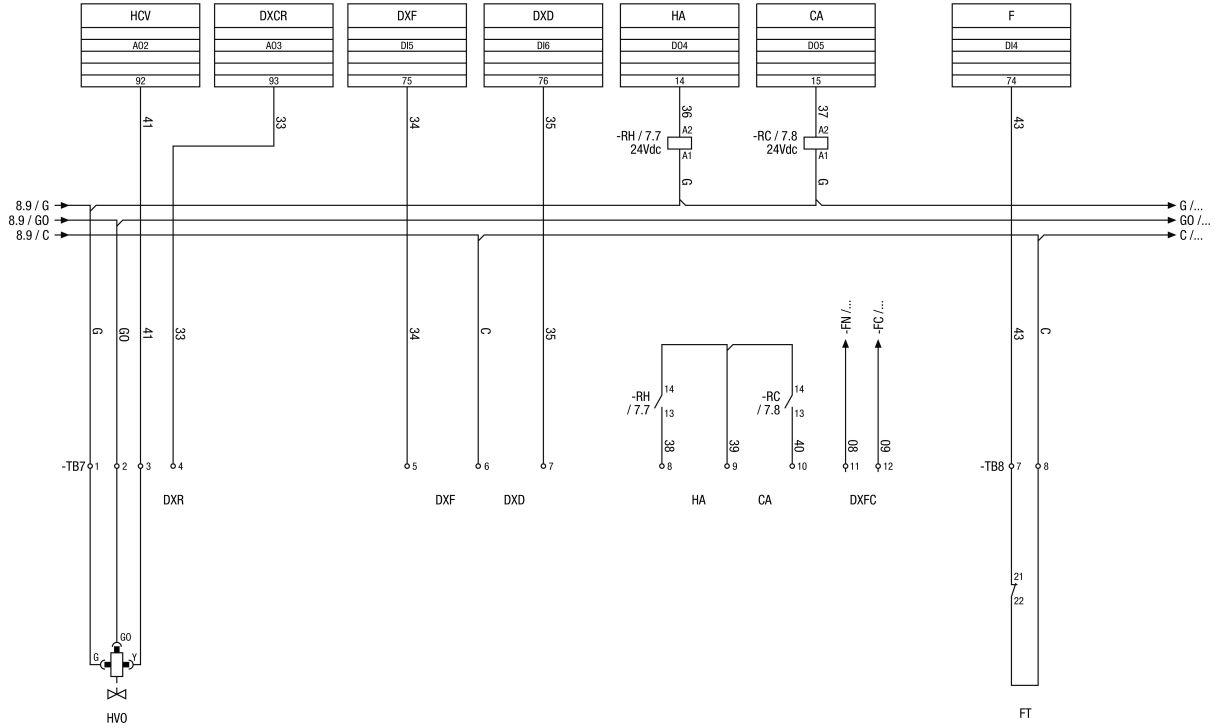 HCV DXCR DXF DXD HA CA F
AO2 AO3 DI5 DI6 DO4 DO5 DI4
92 93 75 76 14 15 74
41 33 34 35 36 37 43
-RH / 7.7 A2 -RC / 7.8 A2
24Vdc A1 24Vdc A1
G G
8.9 / G G /...
8.9 / GO GO /...
8.9 / C C /...
-FN /... -FC /...
G GO 41 33 34 C 35 43 C
-RH 14 -RC 14
/ 7.7 13 / 7.8 13
38 39 40 08 09
-TB7 1 2 3 4 5 6 7 8 9 10 11 12 -TB8 7 8
DXR DXF DXD HA CA DXFC
21
22
GO
G Y
HVO FT